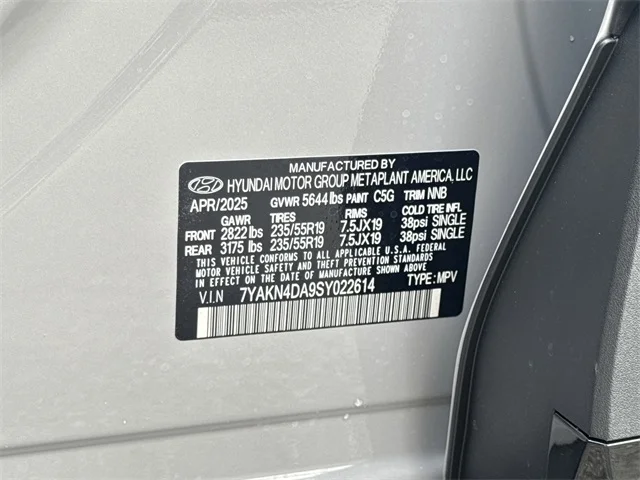 MANUFACTURED BY
HYUNDAI MOTOR GROUP METAPLANT AMERICA, LLC
APR/2025 GVWR 5644 lbs PAINT C5G TRIM NNB
GAWR TIRES RIMS COLD TIRE INFL
FRONT 2822 lbs 235/55R19 7.5JX19 38psi SINGLE
REAR 3175 lbs 235/55R19 7.5JX19 38psi SINGLE
THIS VEHICLE CONFORMS TO ALL APPLICABLE U.S.A. FEDERAL
MOTOR VEHICLE SAFETY, BUMPER, AND THEFT PREVENTION
STANDARDS IN EFFECT ON THE DATE OF MANUFACTURE SHOWN ABOVE.
V.I.N 7YAKN4DA9SY022614 TYPE: MPV